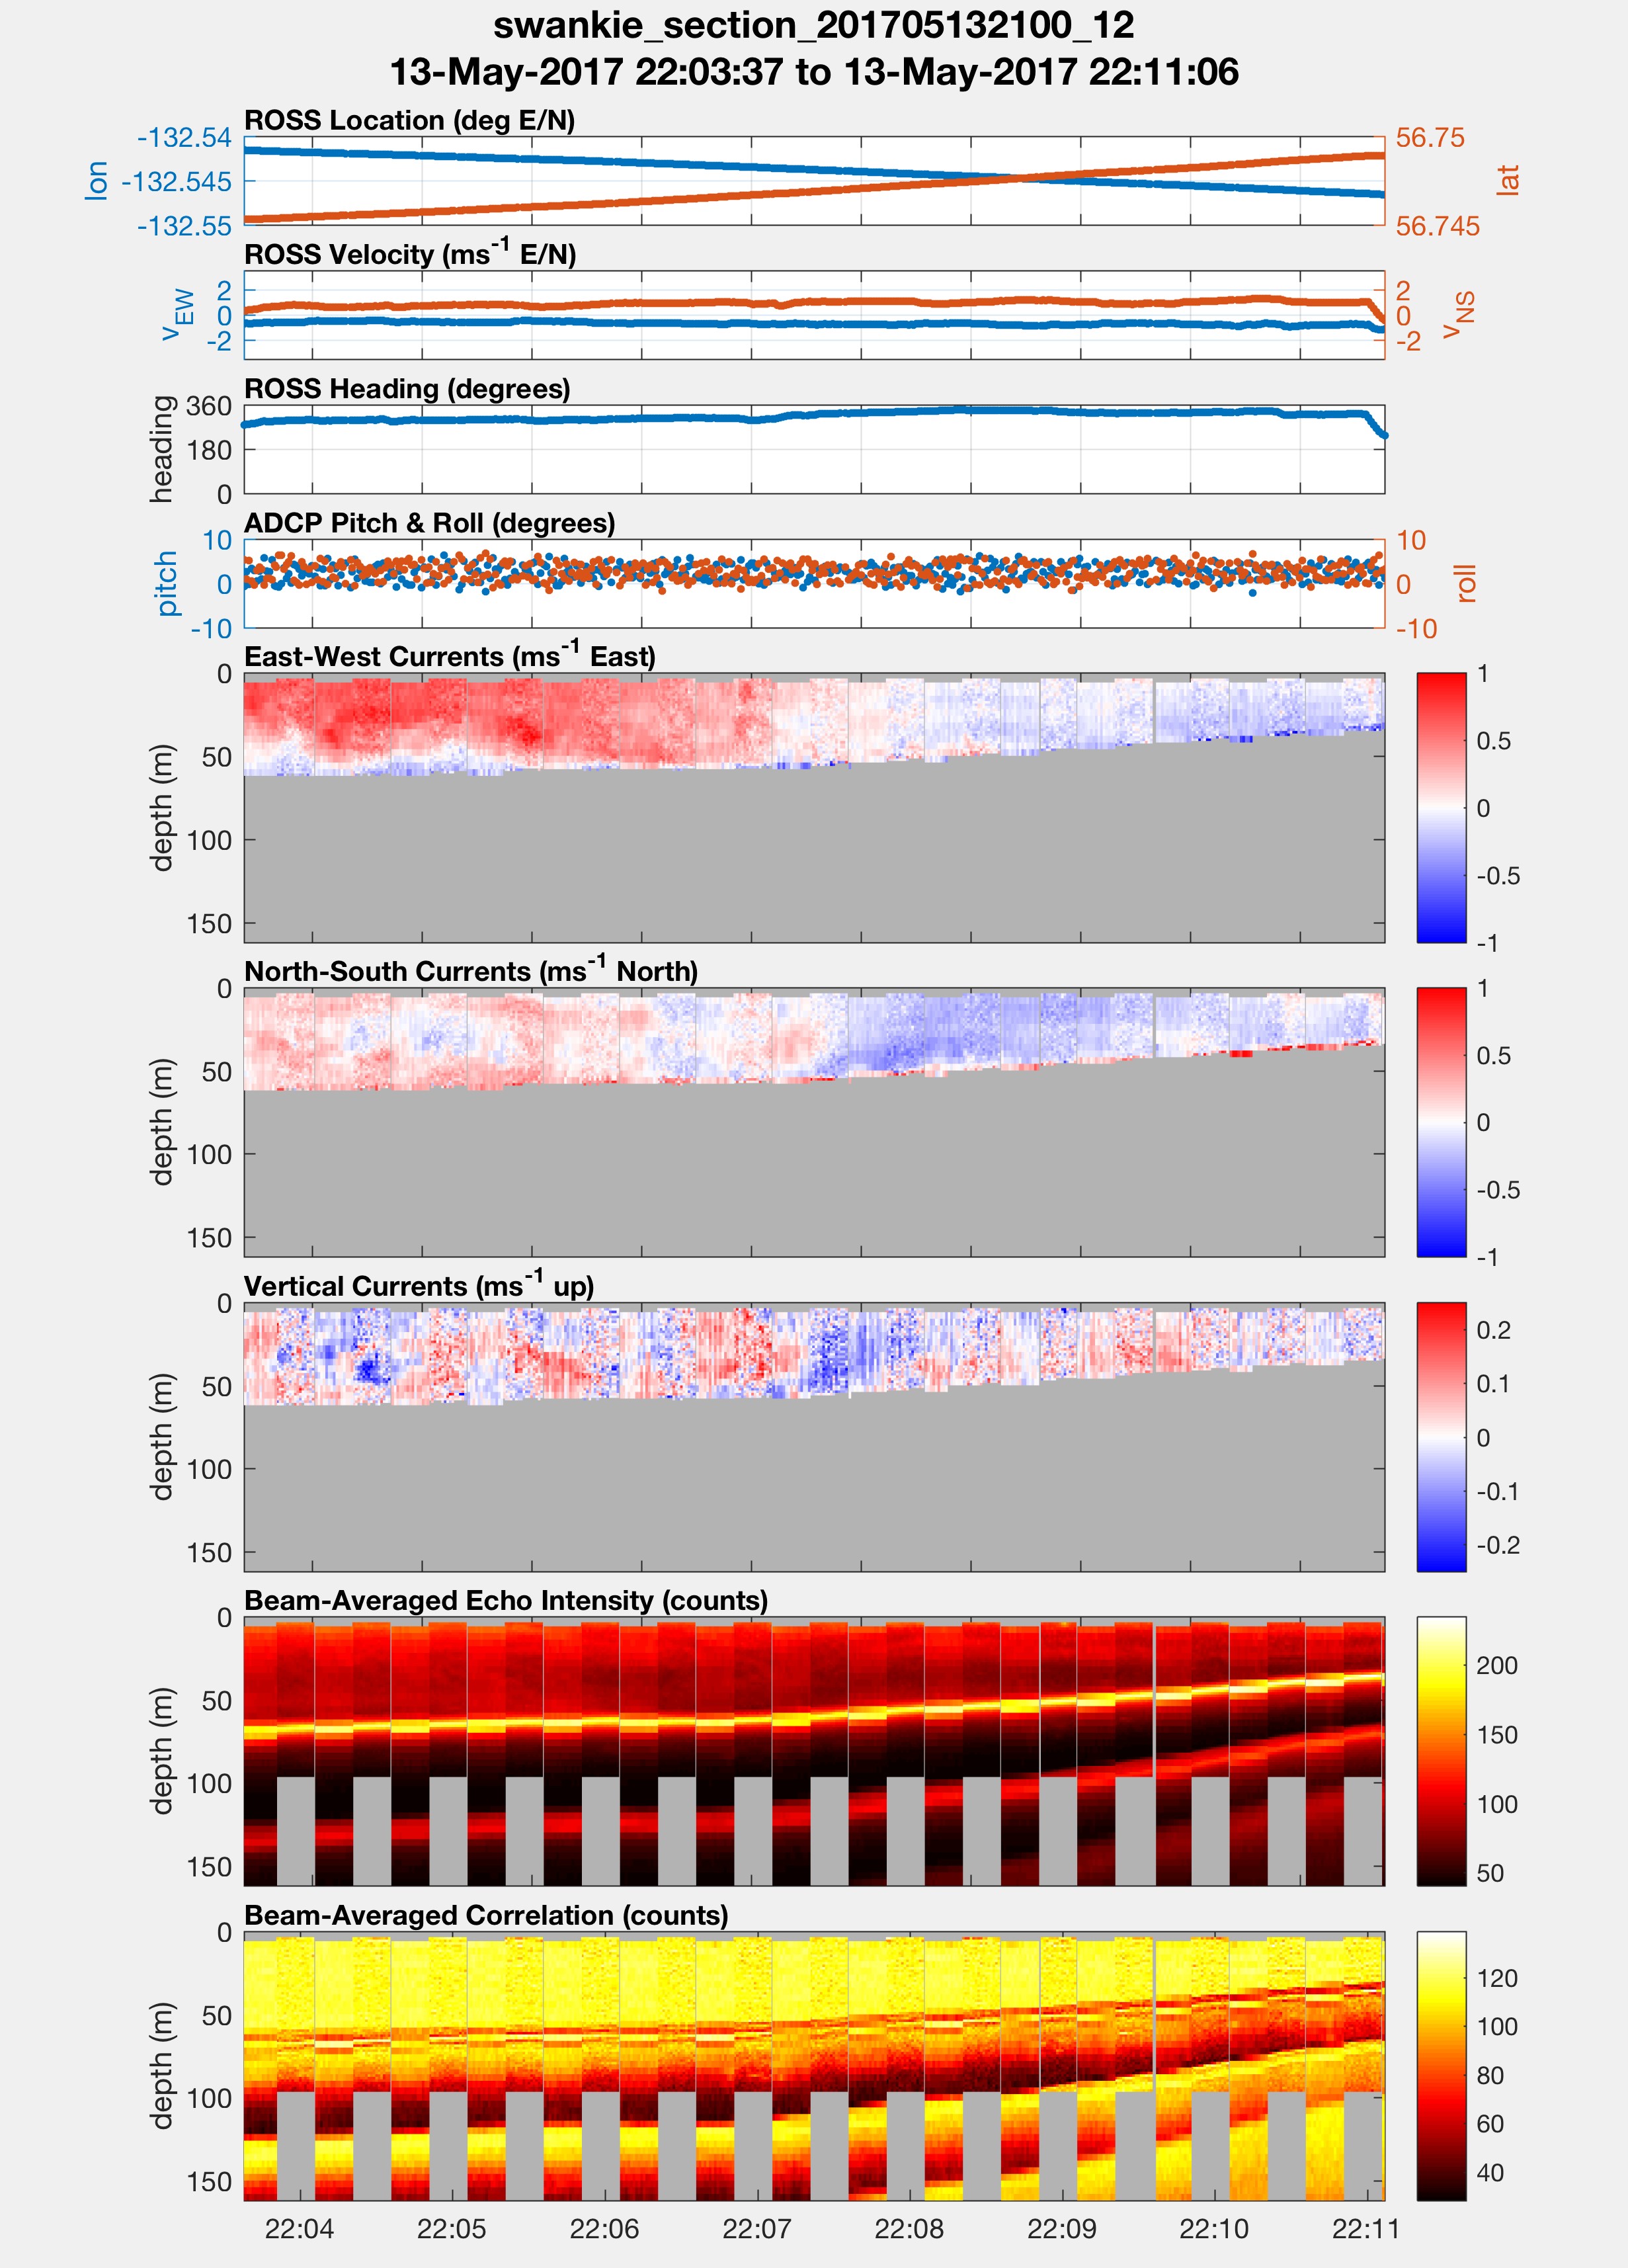 swankie_section_201705132100_12
13-May-2017 22:03:37 to 13-May-2017 22:11:06
ROSS Location (deg E/N)
-132.54
-132.545
-132.55
lon
56.75
56.745
lat
ROSS Velocity (ms-1 E/N)
2
0
-2
vEW
2
0
-2
vNS
ROSS Heading (degrees)
360
180
0
heading
ADCP Pitch & Roll (degrees)
10
0
-10
pitch
10
0
-10
roll
East-West Currents (ms-1 East)
0
50
100
150
depth (m)
1
0.5
0
-0.5
-1
North-South Currents (ms-1 North)
0
50
100
150
depth (m)
1
0.5
0
-0.5
-1
Vertical Currents (ms-1 up)
0
50
100
150
depth (m)
0.2
0.1
0
-0.1
-0.2
Beam-Averaged Echo Intensity (counts)
0
50
100
150
depth (m)
200
150
100
50
Beam-Averaged Correlation (counts)
0
50
100
150
depth (m)
120
100
80
60
40
22:04 22:05 22:06 22:07 22:08 22:09 22:10 22:11